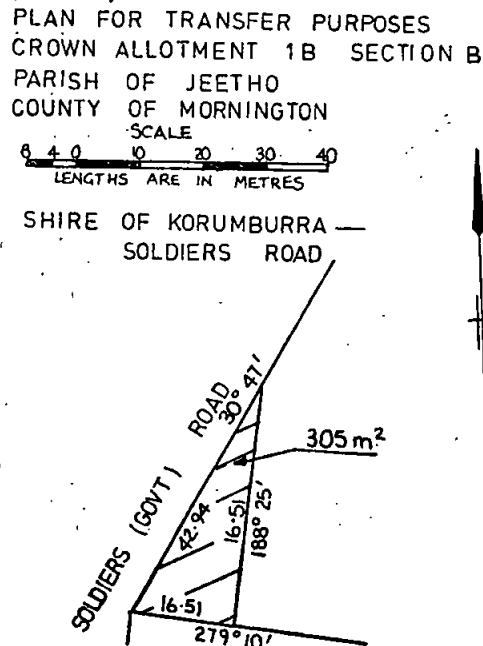 PLAN FOR TRANSFER PURPOSES
CROWN ALLOTMENT 1B SECTION B
PARISH OF JEETHO
COUNTY OF MORNINGTON
SCALE
8 4 0 10 20 30 40
LENGTHS ARE IN METRES
SHIRE OF KORUMBURRA —
SOLDIERS ROAD
SOLDIERS (GOVT) ROAD
30° 47'
305 m²
42.94
16.51
188° 25'
16.51
279° 10'